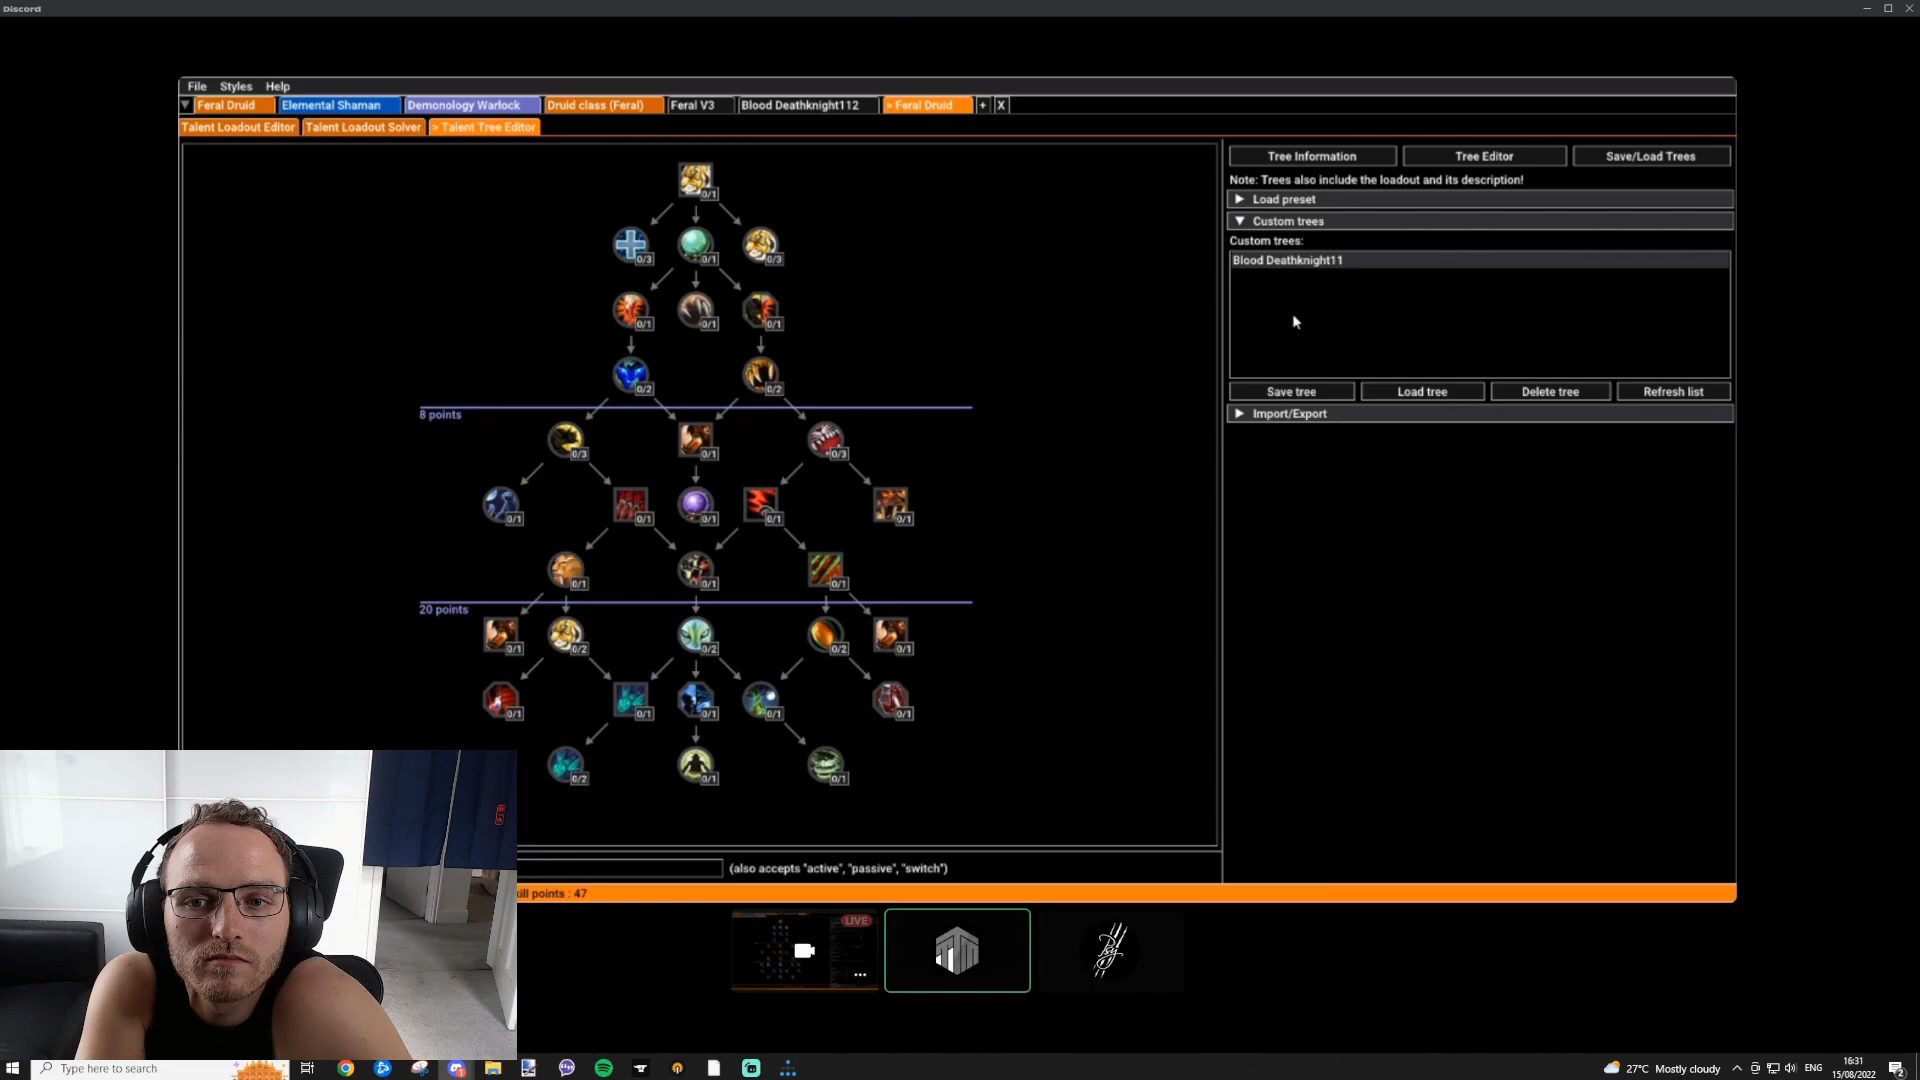 Discord
File Styles Help
Feral Druid Elemental Shaman Demonology Warlock Druid class (Feral) Feral V3 Blood Deathknight112 > Feral Druid + X
Talent Loadout Editor Talent Loadout Solver > Talent Tree Editor
Tree Information Tree Editor Save/Load Trees
Note: Trees also include the loadout and its description!
Load preset
Custom trees
Custom trees:
Blood Deathknight11
Save tree Load tree Delete tree Refresh list
Import/Export
0/1
0/3 0/1 0/3
0/1 0/1 0/1
0/2 0/2
8 points
0/3 0/1 0/3
0/1 0/1 0/1 0/1 0/1
0/1 0/1 0/1
20 points
0/1 0/2 0/2 0/2 0/1
0/1 0/1 0/1 0/1 0/1
0/2 0/1 0/1
(also accepts "active", "passive", "switch")
kill points : 47
LIVE
Type here to search
27°C Mostly cloudy ENG
16:31
15/08/2022
2